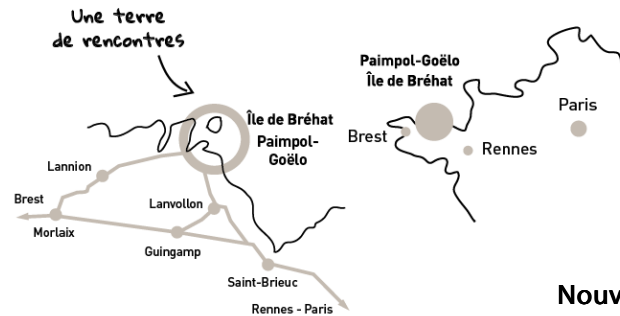 Une terre
de rencontres
Île de Bréhat
Paimpol-
Goëlo
Lannion
Brest
Morlaix
Lanvollon
Guingamp
Saint-Brieuc
Rennes - Paris
Paimpol-Goëlo
Île de Bréhat
Paris
Brest
Rennes
Nouv